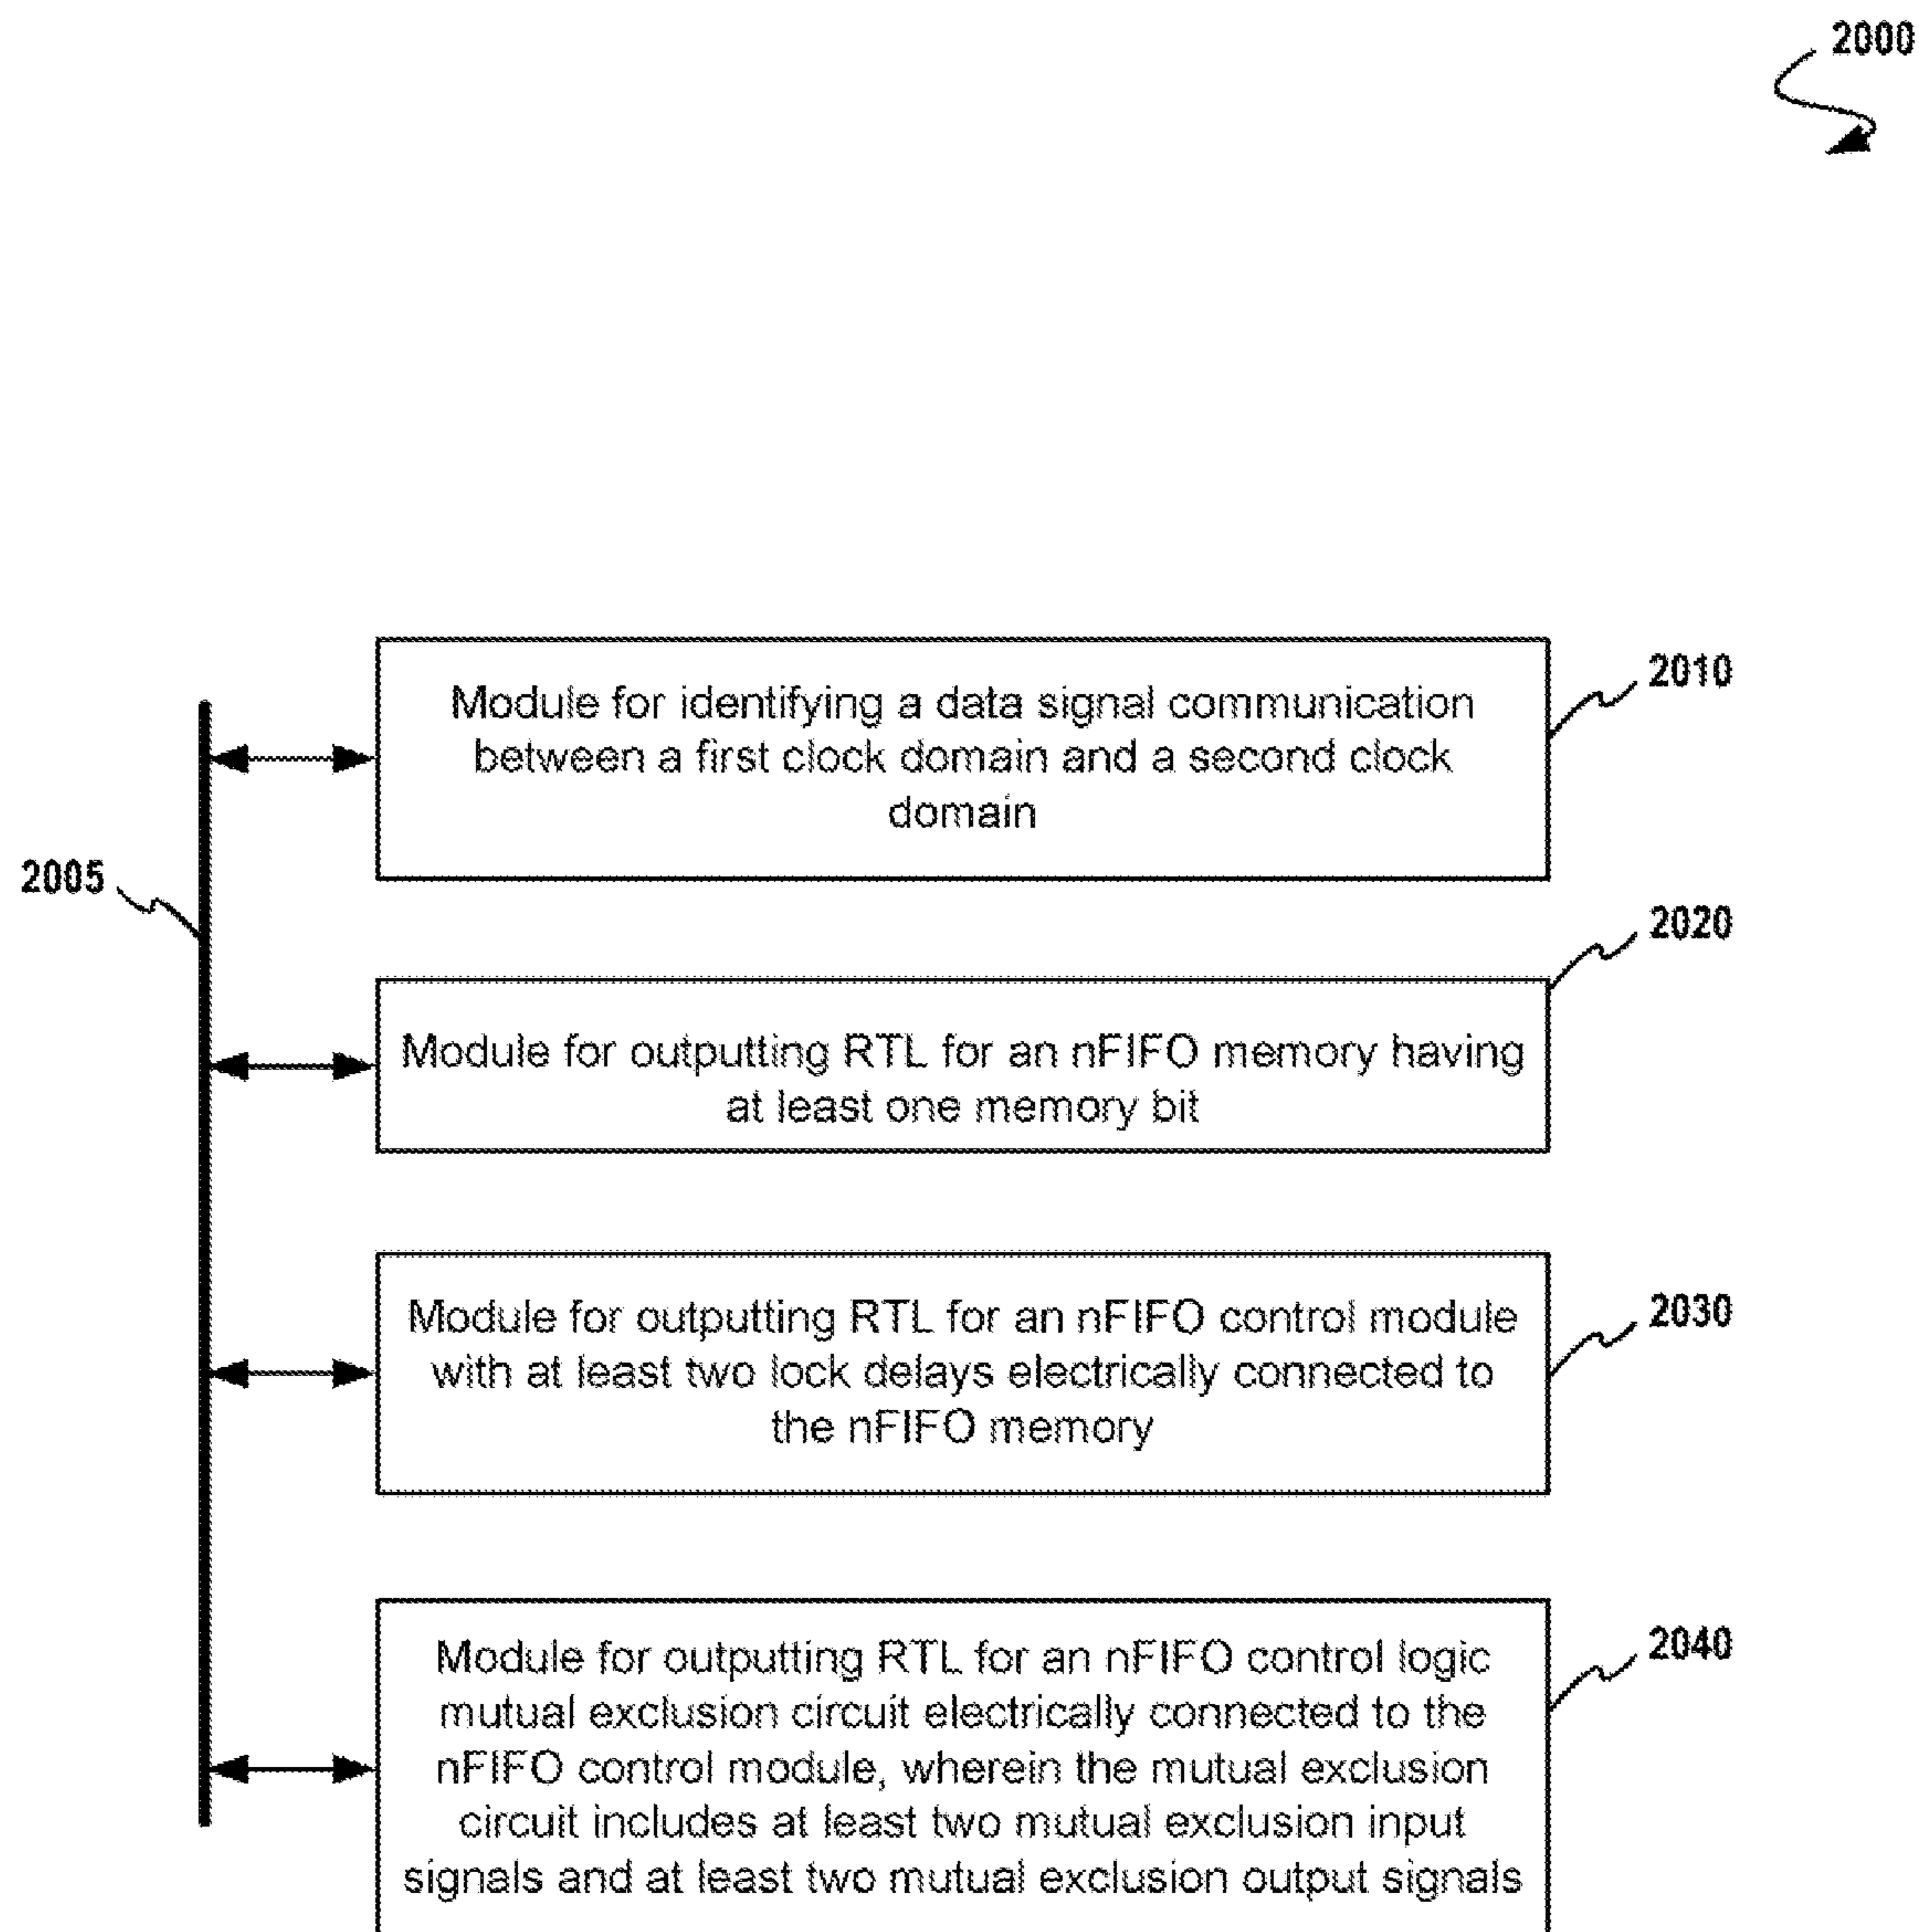 2000
Module for identifying a data signal communication
between a first clock domain and a second clock
domain
2010
2005
2020
Module for outputting RTL for an nFIFO memory having
at least one memory bit
Module for outputting RTL for an nFIFO control module
with at least two lock delays electrically connected to
the nFIFO memory
2030
Module for outputting RTL for an nFIFO control logic
mutual exclusion circuit electrically connected to the
nFIFO control module, wherein the mutual exclusion
circuit includes at least two mutual exclusion input
signals and at least two mutual exclusion output signals
2040